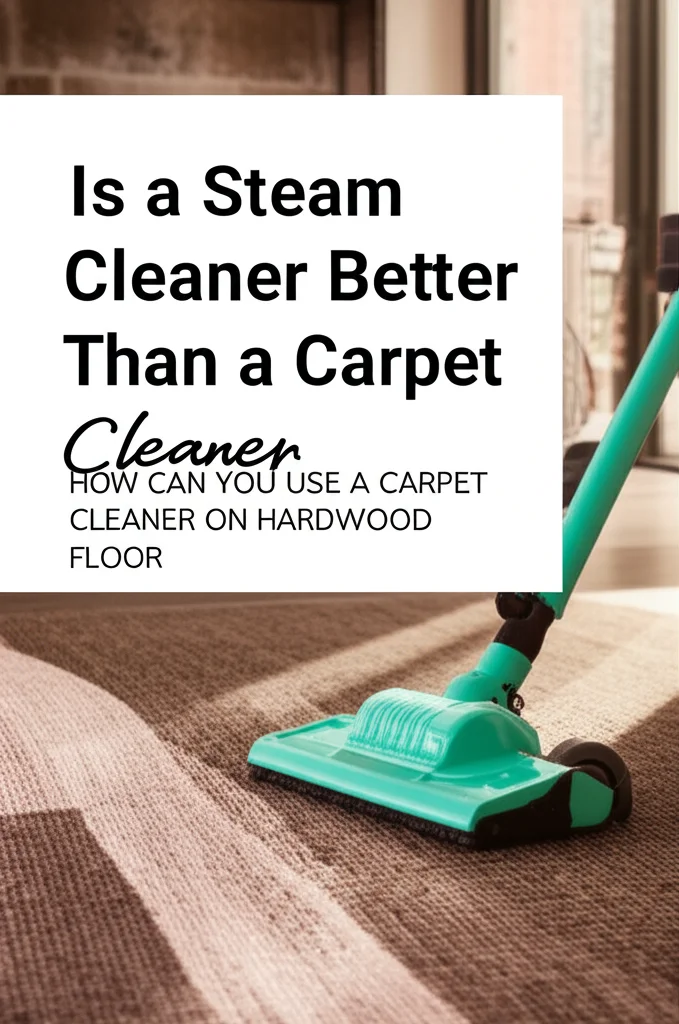 Is a Steam
Cleaner Better
Than a Carpet
Cleaner
HOW CAN YOU USE A CARPET
CLEANER ON HARDWOOD
FLOOR